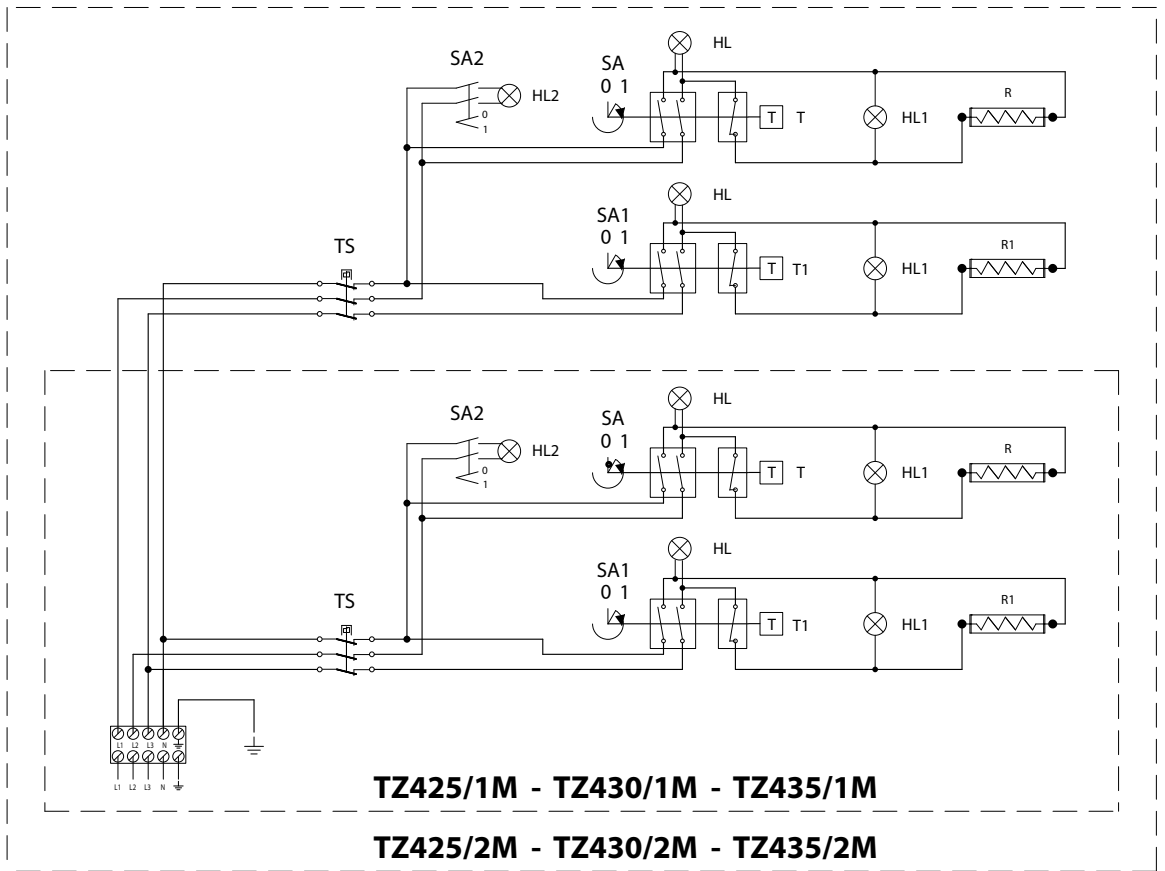 HL
SA2
SA
0 1
HL2
0
1
T
T
HL1
R
HL
SA1
0 1
TS
T
T1
HL1
R1
HL
SA2
SA
0 1
HL2
0
1
T
T
HL1
R
HL
SA1
0 1
TS
T
T1
HL1
R1
L1 L2 L3 N
L1 L2 L3 N
TZ425/1M - TZ430/1M - TZ435/1M
TZ425/2M - TZ430/2M - TZ435/2M